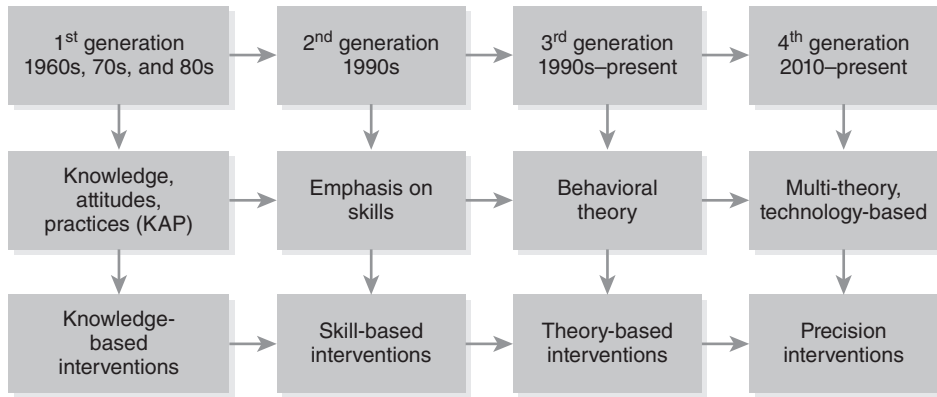 1st generation
1960s, 70s, and 80s
2nd generation
1990s
3rd generation
1990s–present
4th generation
2010–present
Knowledge,
attitudes,
practices (KAP)
Emphasis on
skills
Behavioral
theory
Multi-theory,
technology-based
Knowledge-
based
interventions
Skill-based
interventions
Theory-based
interventions
Precision
interventions